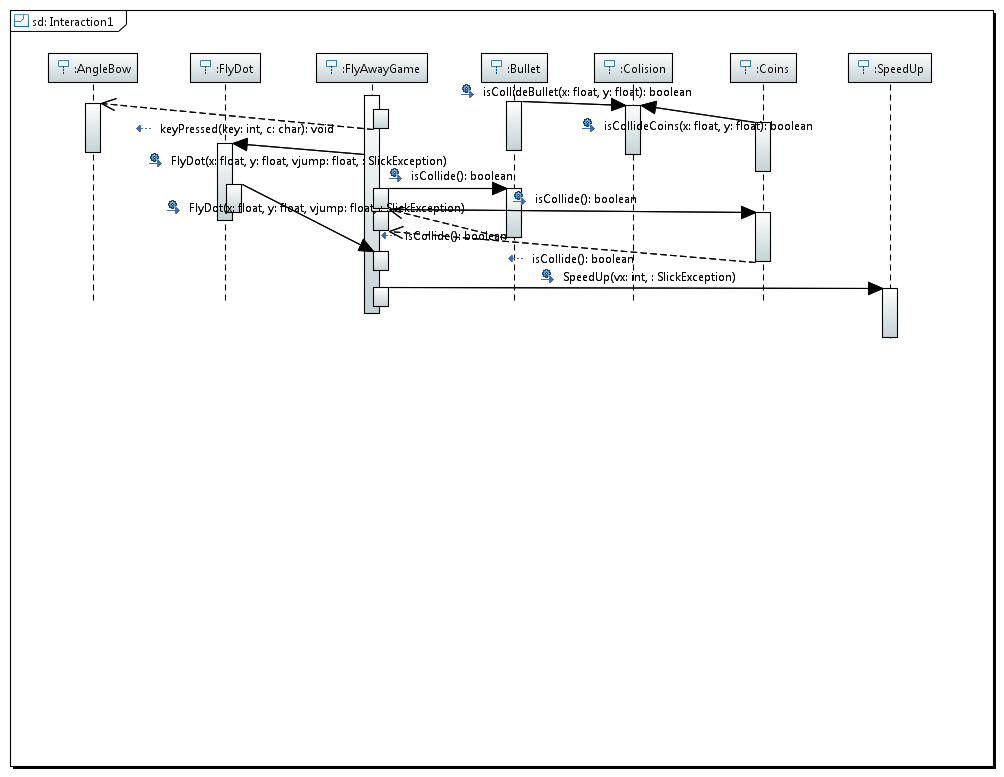 sd: Interaction1
:AngleBow
:FlyDot
:FlyAwayGame
:Bullet
:Colision
:Coins
:SpeedUp
isCollideBullet(x: float, y: float): boolean
keyPressed(key: int, c: char): void
isCollideCoins(x: float, y: float): boolean
FlyDot(x: float, y: float, vjump: float, : SlickException)
isCollide(): boolean
isCollide(): boolean
FlyDot(x: float, y: float, vjump: float, : SlickException)
isCollide(): boolean
isCollide(): boolean
SpeedUp(vx: int, : SlickException)